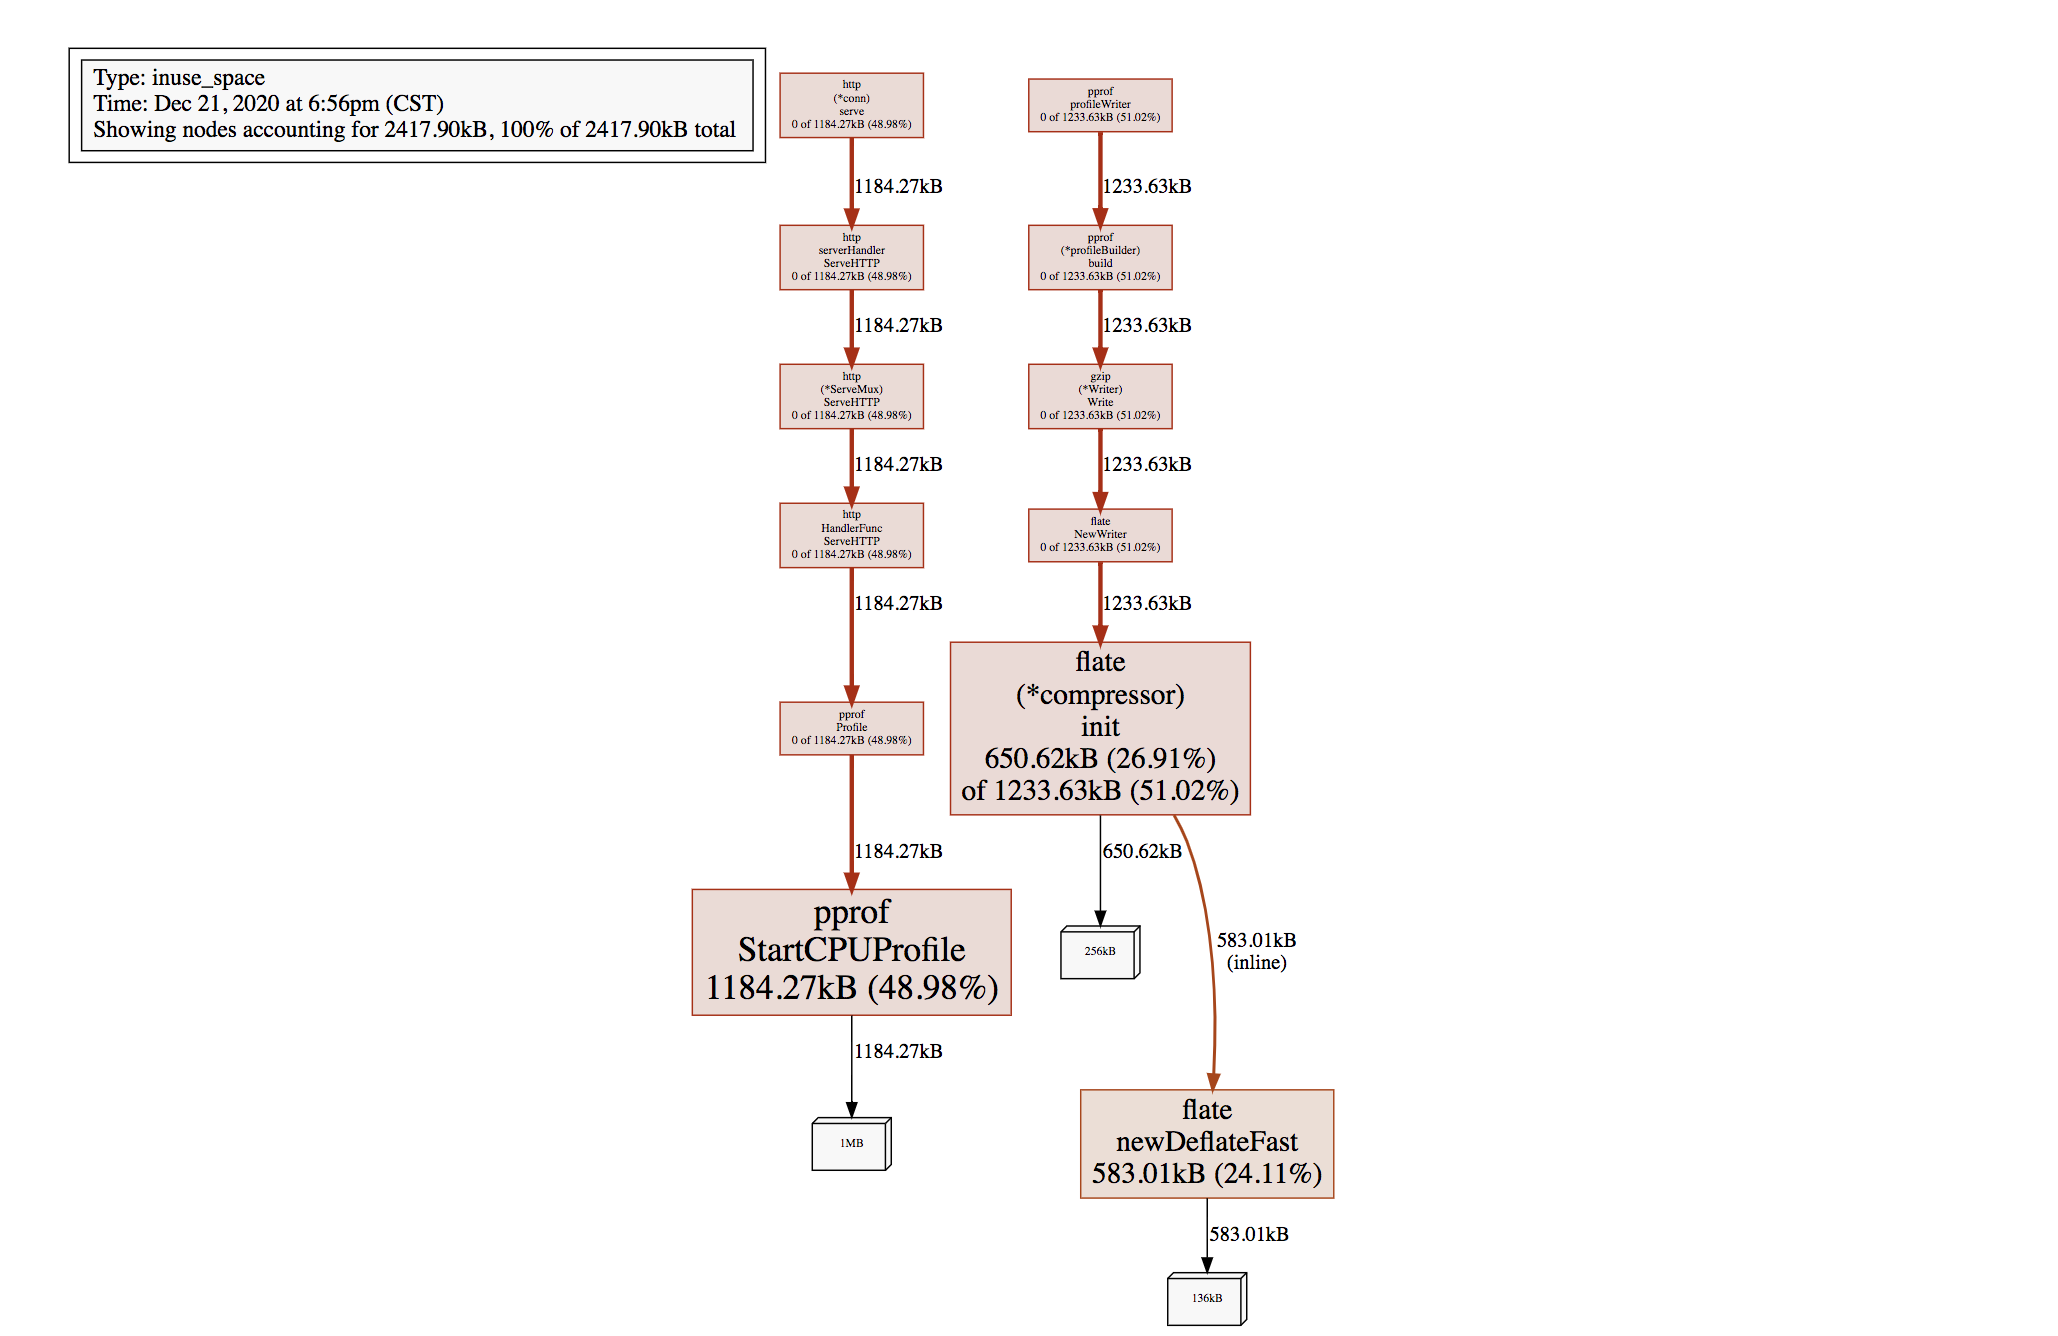 Type: inuse_space
Time: Dec 21, 2020 at 6:56pm (CST)
Showing nodes accounting for 2417.90kB, 100% of 2417.90kB total
http
(*conn)
serve
0 of 1184.27kB (48.98%)
1184.27kB
http
serverHandler
ServeHTTP
0 of 1184.27kB (48.98%)
1184.27kB
http
(*ServeMux)
ServeHTTP
0 of 1184.27kB (48.98%)
1184.27kB
http
HandlerFunc
ServeHTTP
0 of 1184.27kB (48.98%)
1184.27kB
pprof
Profile
0 of 1184.27kB (48.98%)
1184.27kB
pprof
StartCPUProfile
1184.27kB (48.98%)
1184.27kB
1MB
pprof
profileWriter
0 of 1233.63kB (51.02%)
1233.63kB
pprof
(*profileBuilder)
build
0 of 1233.63kB (51.02%)
1233.63kB
gzip
(*Writer)
Write
0 of 1233.63kB (51.02%)
1233.63kB
flate
NewWriter
0 of 1233.63kB (51.02%)
1233.63kB
flate
(*compressor)
init
650.62kB (26.91%)
of 1233.63kB (51.02%)
650.62kB
256kB
583.01kB
(inline)
flate
newDeflateFast
583.01kB (24.11%)
583.01kB
136kB